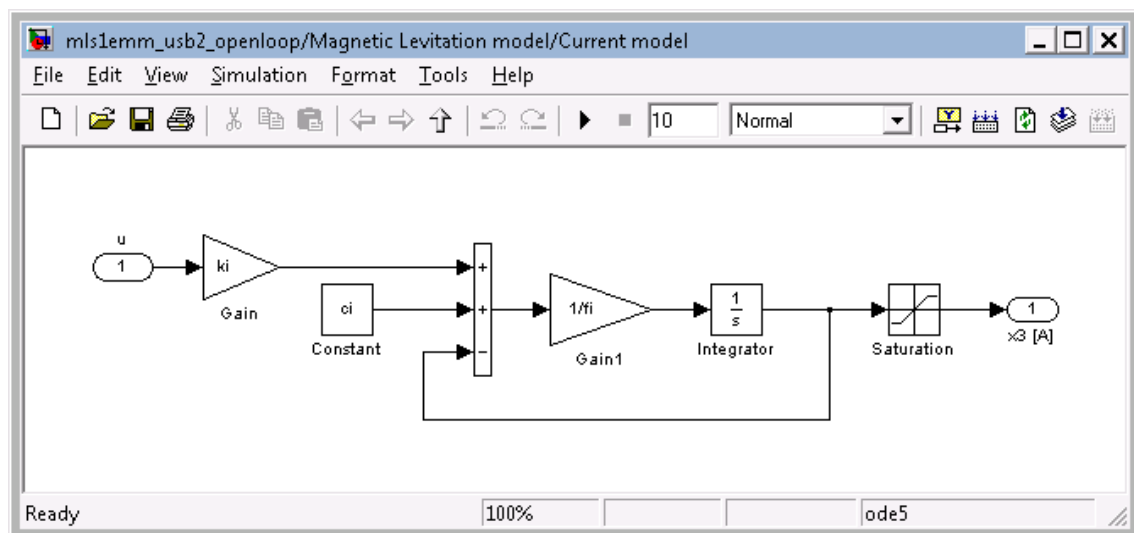 mls1emm_usb2_openloop/Magnetic Levitation model/Current model
File Edit View Simulation Format Tools Help
10 Normal
u
1
ki
Gain
ci
Constant
+
+
−
1/fi
Gain1
1
s
Integrator
Saturation
1
x3 [A]
Ready 100% ode5